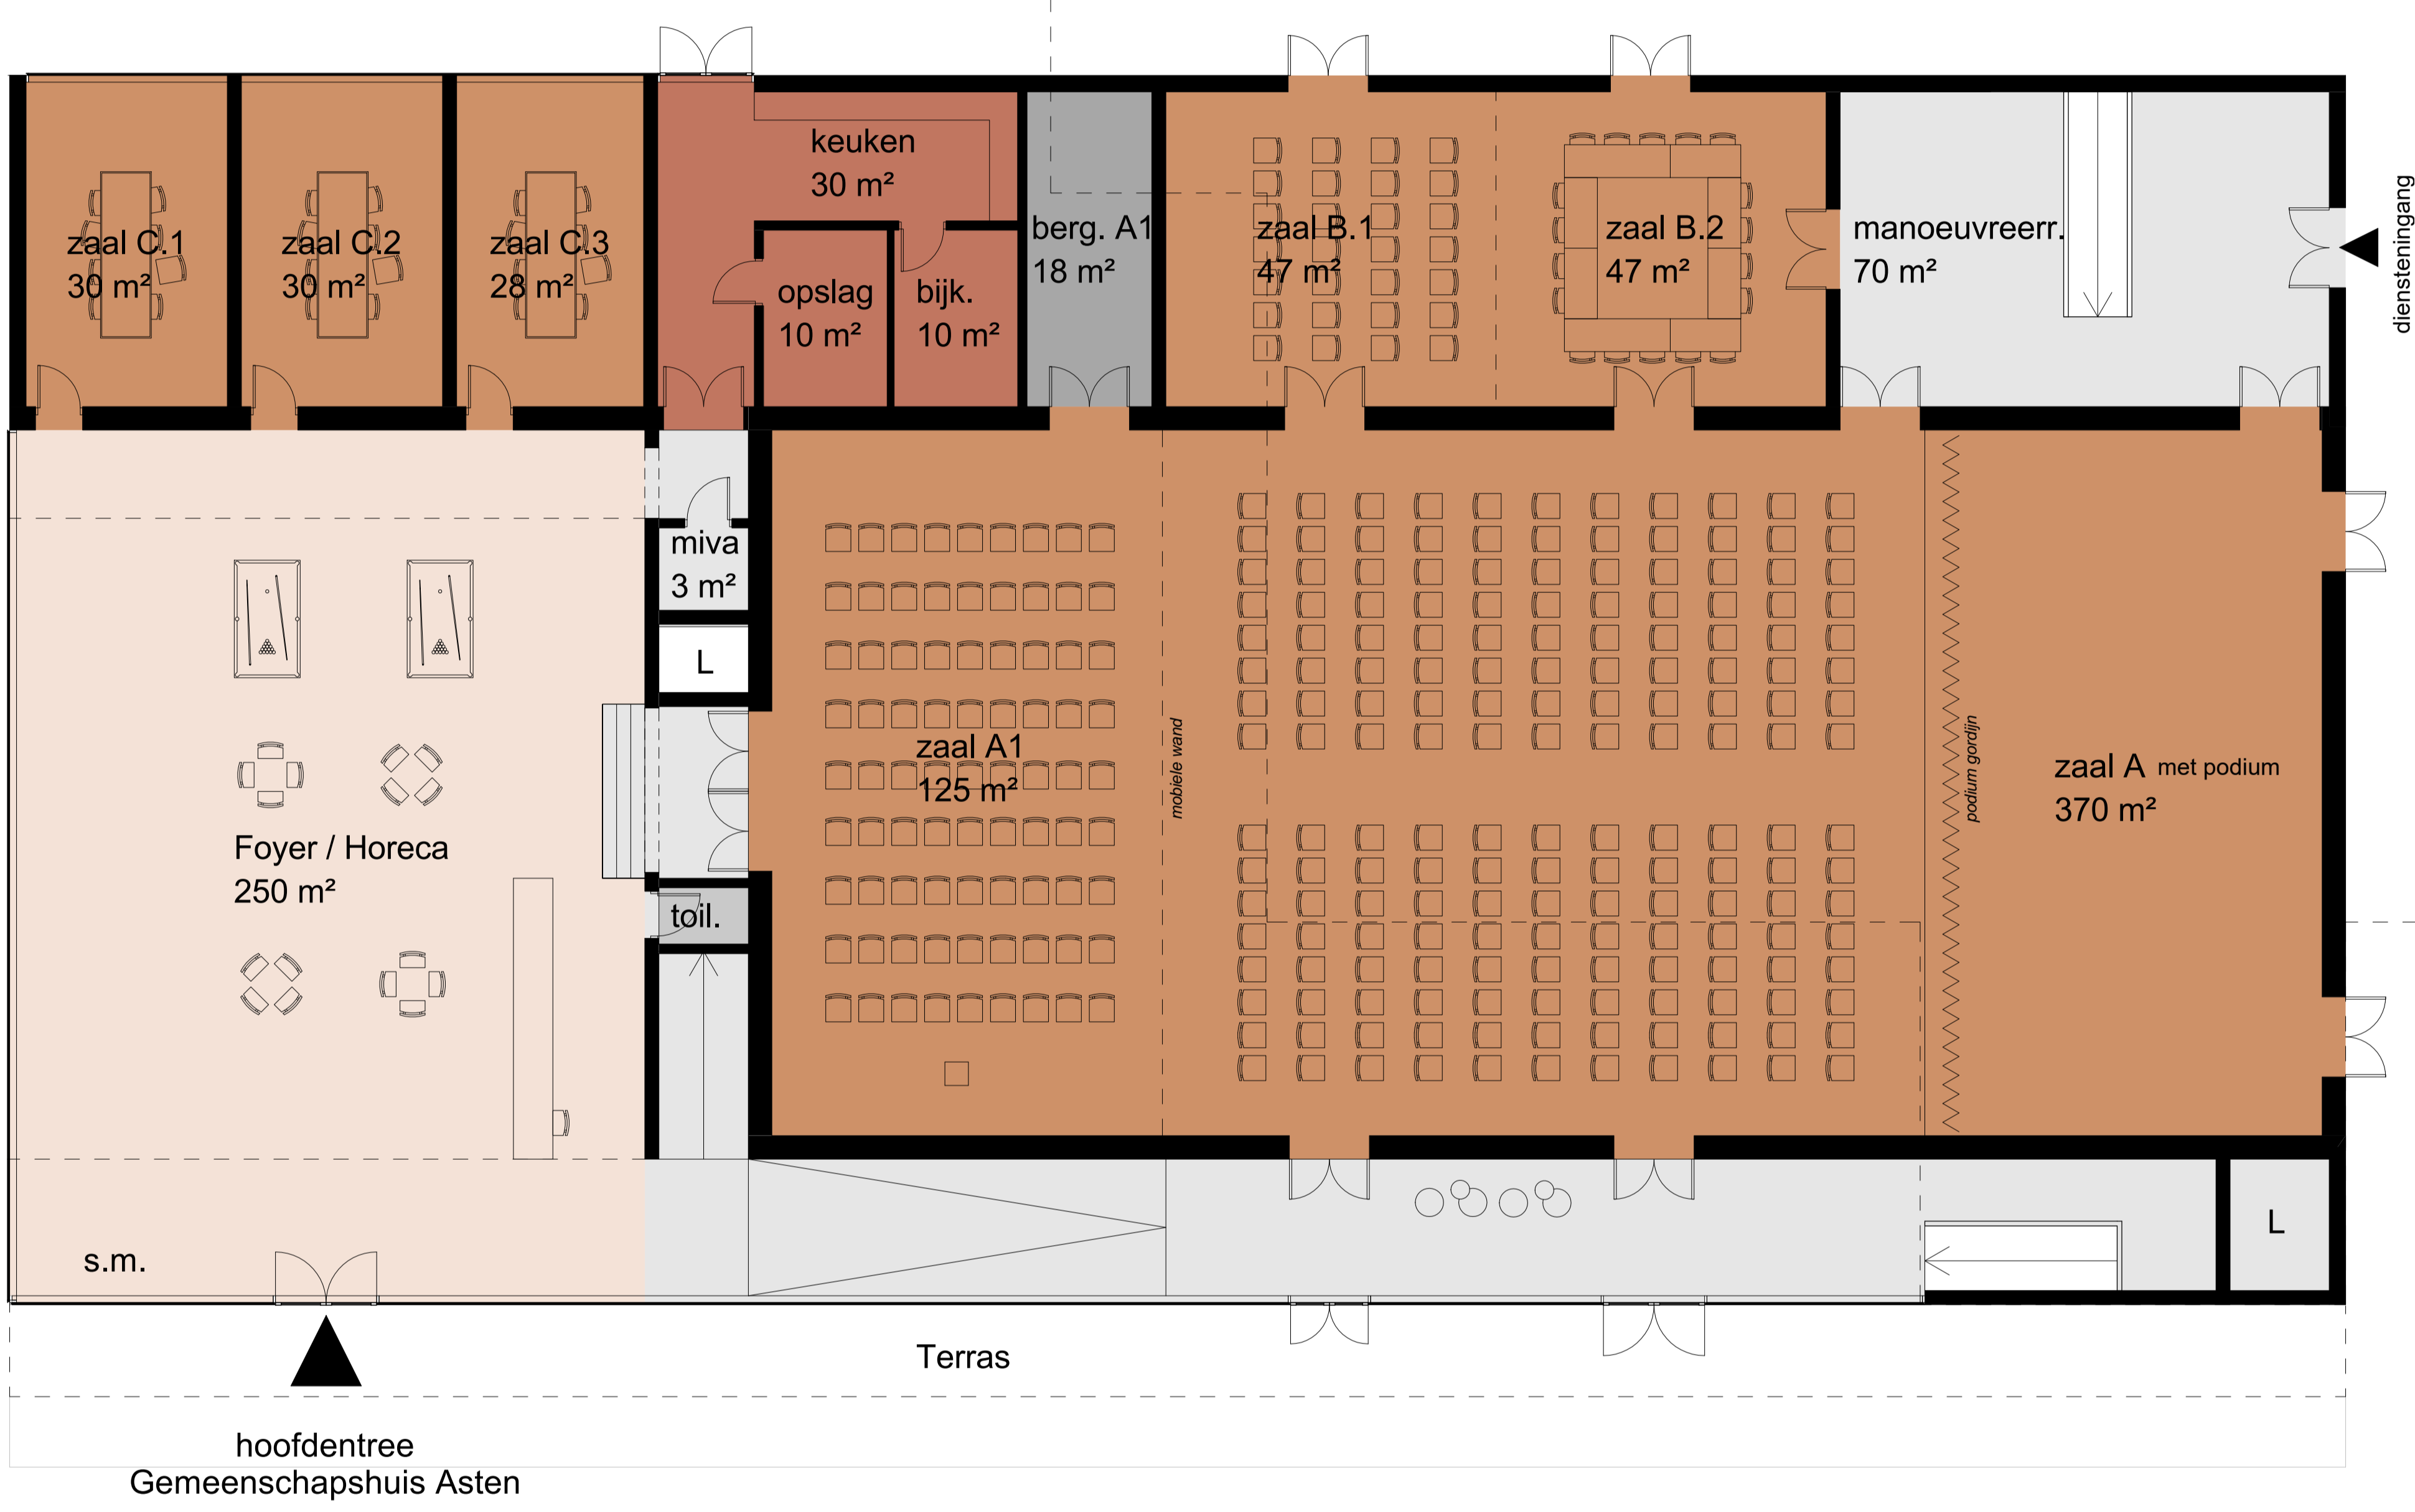 keuken
30 m²
zaal C.1
30 m²
zaal C.2
30 m²
zaal C.3
28 m²
opslag
10 m²
bijk.
10 m²
berg. A1
18 m²
zaal B.1
47 m²
zaal B.2
47 m²
manoeuvreerr.
70 m²
diensteningang
miva
3 m²
L
zaal A1
125 m²
mobiele wand
podium gordijn
zaal A met podium
370 m²
Foyer / Horeca
250 m²
toil.
s.m.
L
Terras
hoofdentree
Gemeenschapshuis Asten